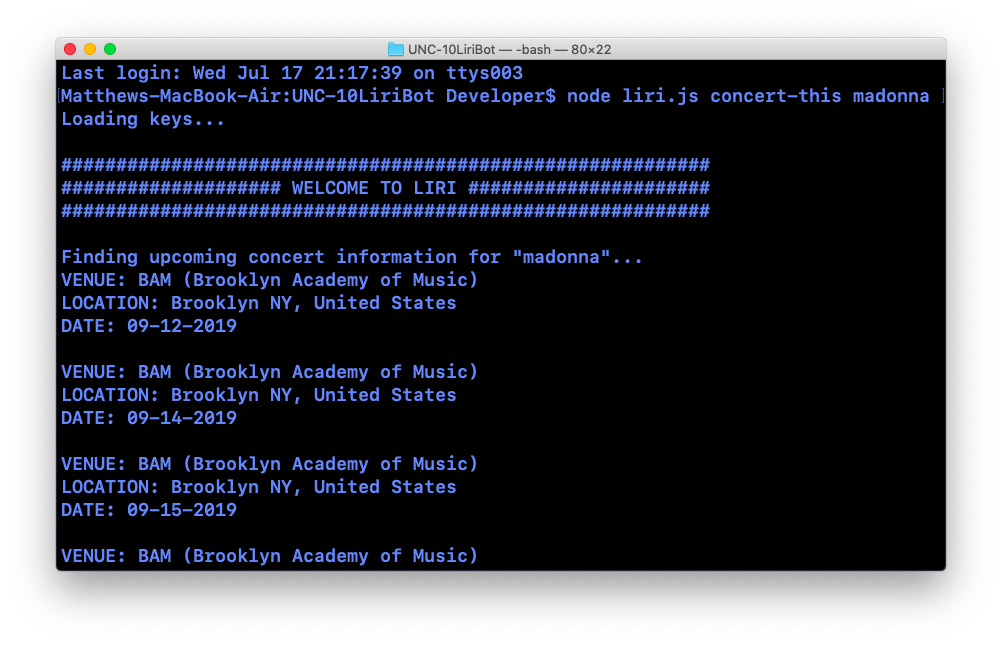 UNC-10LiriBot — -bash — 80×22
Last login: Wed Jul 17 21:17:39 on ttys003
[Matthews-MacBook-Air:UNC-10LiriBot Developer$ node liri.js concert-this madonna ]
Loading keys...
###########################################################
#################### WELCOME TO LIRI ######################
###########################################################
Finding upcoming concert information for "madonna"...
VENUE: BAM (Brooklyn Academy of Music)
LOCATION: Brooklyn NY, United States
DATE: 09-12-2019
VENUE: BAM (Brooklyn Academy of Music)
LOCATION: Brooklyn NY, United States
DATE: 09-14-2019
VENUE: BAM (Brooklyn Academy of Music)
LOCATION: Brooklyn NY, United States
DATE: 09-15-2019
VENUE: BAM (Brooklyn Academy of Music)